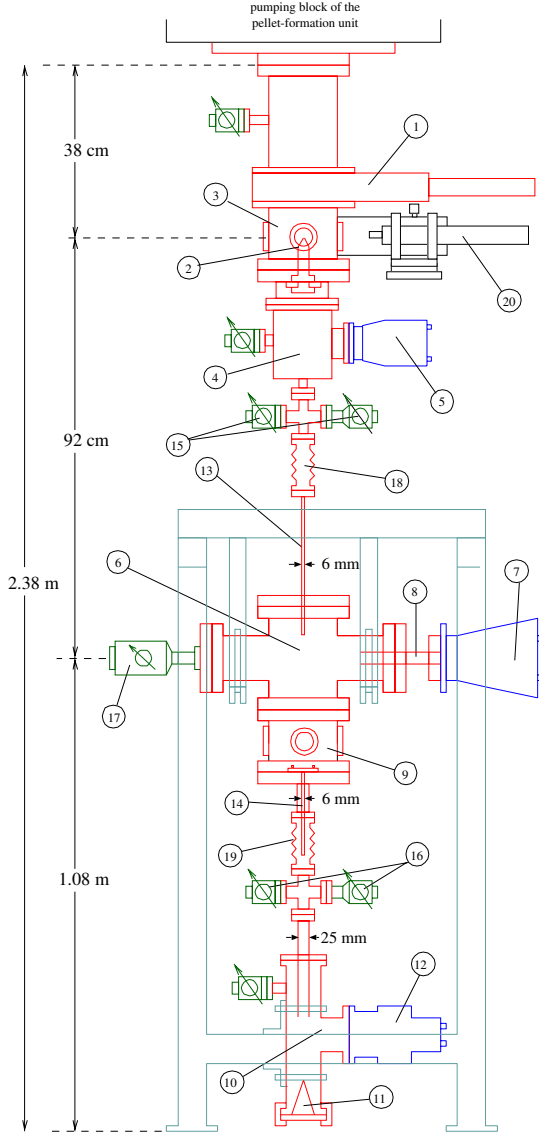 pumping block of the
pellet-formation unit
1
38 cm
3
2
20
4
5
92 cm
15
18
13
6
6 mm
7
8
2.38 m
17
9
14
6 mm
19
16
1.08 m
25 mm
12
10
11